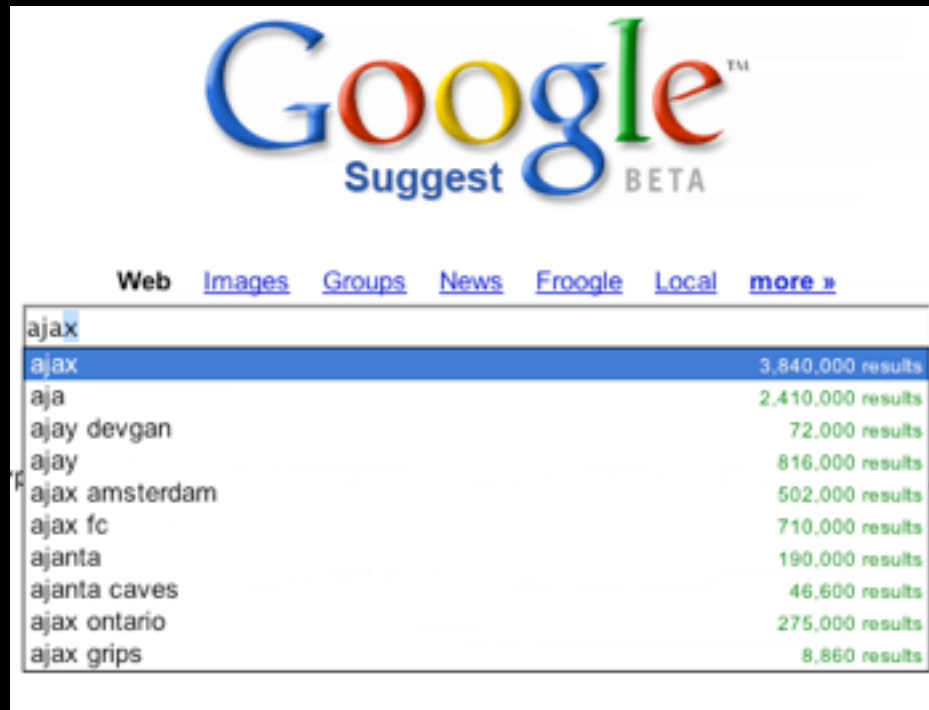 Google™
Suggest BETA
Web Images Groups News Froogle Local more »
ajax
ajax 3,840,000 results
aja 2,410,000 results
ajay devgan 72,000 results
ajay 816,000 results
ajax amsterdam 502,000 results
ajax fc 710,000 results
ajanta 190,000 results
ajanta caves 46,600 results
ajax ontario 275,000 results
ajax grips 8,860 results